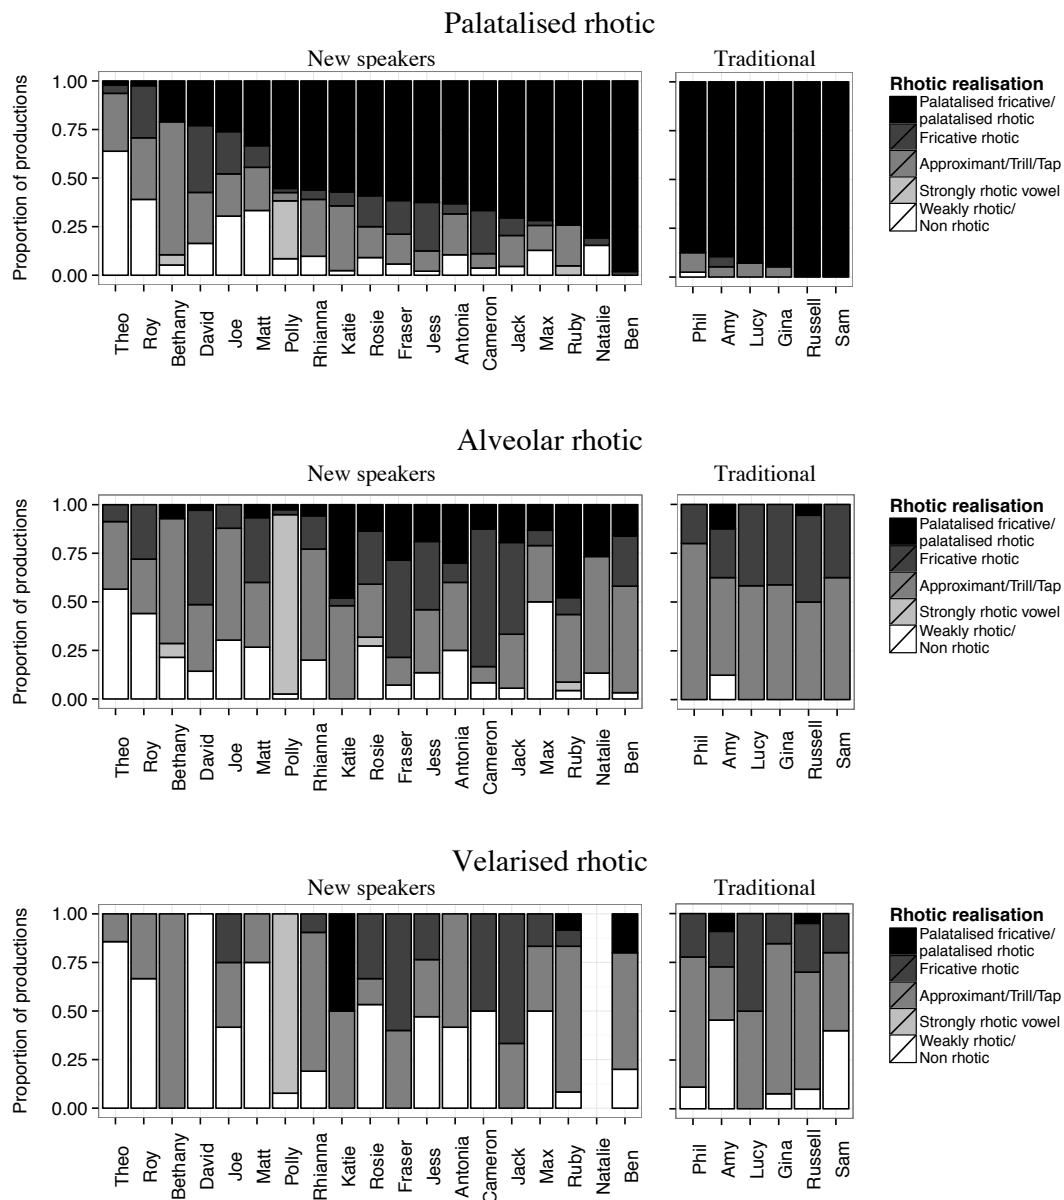 Palatalised rhotic
New speakers
Traditional
Proportion of productions
1.00
0.75
0.50
0.25
0.00
Theo
Roy
Bethany
David
Joe
Matt
Polly
Rhianna
Katie
Rosie
Fraser
Jess
Antonia
Cameron
Jack
Max
Ruby
Natalie
Ben
Phil
Amy
Lucy
Gina
Russell
Sam
Rhotic realisation
Palatalised fricative/
palatalised rhotic
Fricative rhotic
Approximant/Trill/Tap
Strongly rhotic vowel
Weakly rhotic/
Non rhotic
Alveolar rhotic
New speakers
Traditional
Proportion of productions
1.00
0.75
0.50
0.25
0.00
Theo
Roy
Bethany
David
Joe
Matt
Polly
Rhianna
Katie
Rosie
Fraser
Jess
Antonia
Cameron
Jack
Max
Ruby
Natalie
Ben
Phil
Amy
Lucy
Gina
Russell
Sam
Rhotic realisation
Palatalised fricative/
palatalised rhotic
Fricative rhotic
Approximant/Trill/Tap
Strongly rhotic vowel
Weakly rhotic/
Non rhotic
Velarised rhotic
New speakers
Traditional
Proportion of productions
1.00
0.75
0.50
0.25
0.00
Theo
Roy
Bethany
David
Joe
Matt
Polly
Rhianna
Katie
Rosie
Fraser
Jess
Antonia
Cameron
Jack
Max
Ruby
Natalie
Ben
Phil
Amy
Lucy
Gina
Russell
Sam
Rhotic realisation
Palatalised fricative/
palatalised rhotic
Fricative rhotic
Approximant/Trill/Tap
Strongly rhotic vowel
Weakly rhotic/
Non rhotic